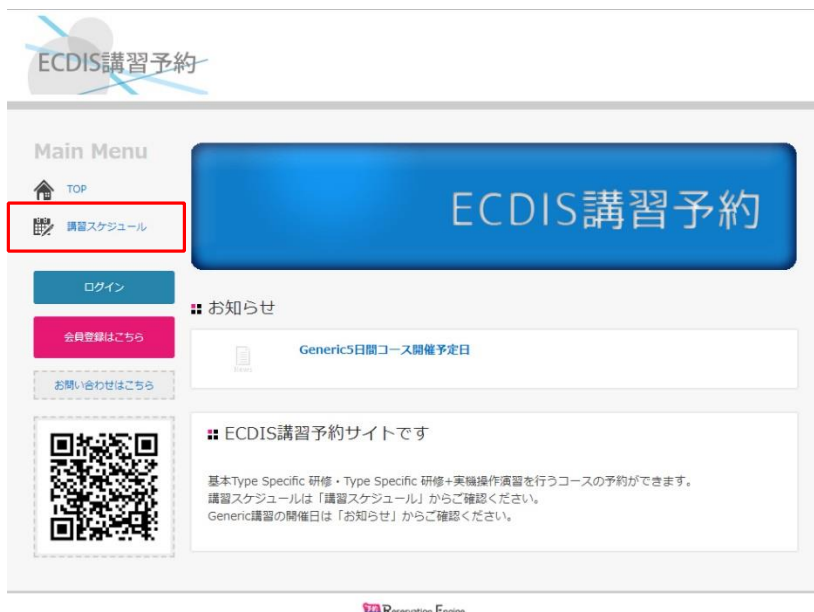 ECDIS講習予約
Main Menu
TOP
講習スケジュール
ログイン
会員登録はこちら
お問い合わせはこちら
ECDIS講習予約
お知らせ
Generic5日間コース開催予定日
ECDIS講習予約サイトです
基本Type Specific 研修・Type Specific 研修+実機操作演習を行うコースの予約ができます。
講習スケジュールは「講習スケジュール」からご確認ください。
Generic講習の開催日は「お知らせ」からご確認ください。
Reservation Engine